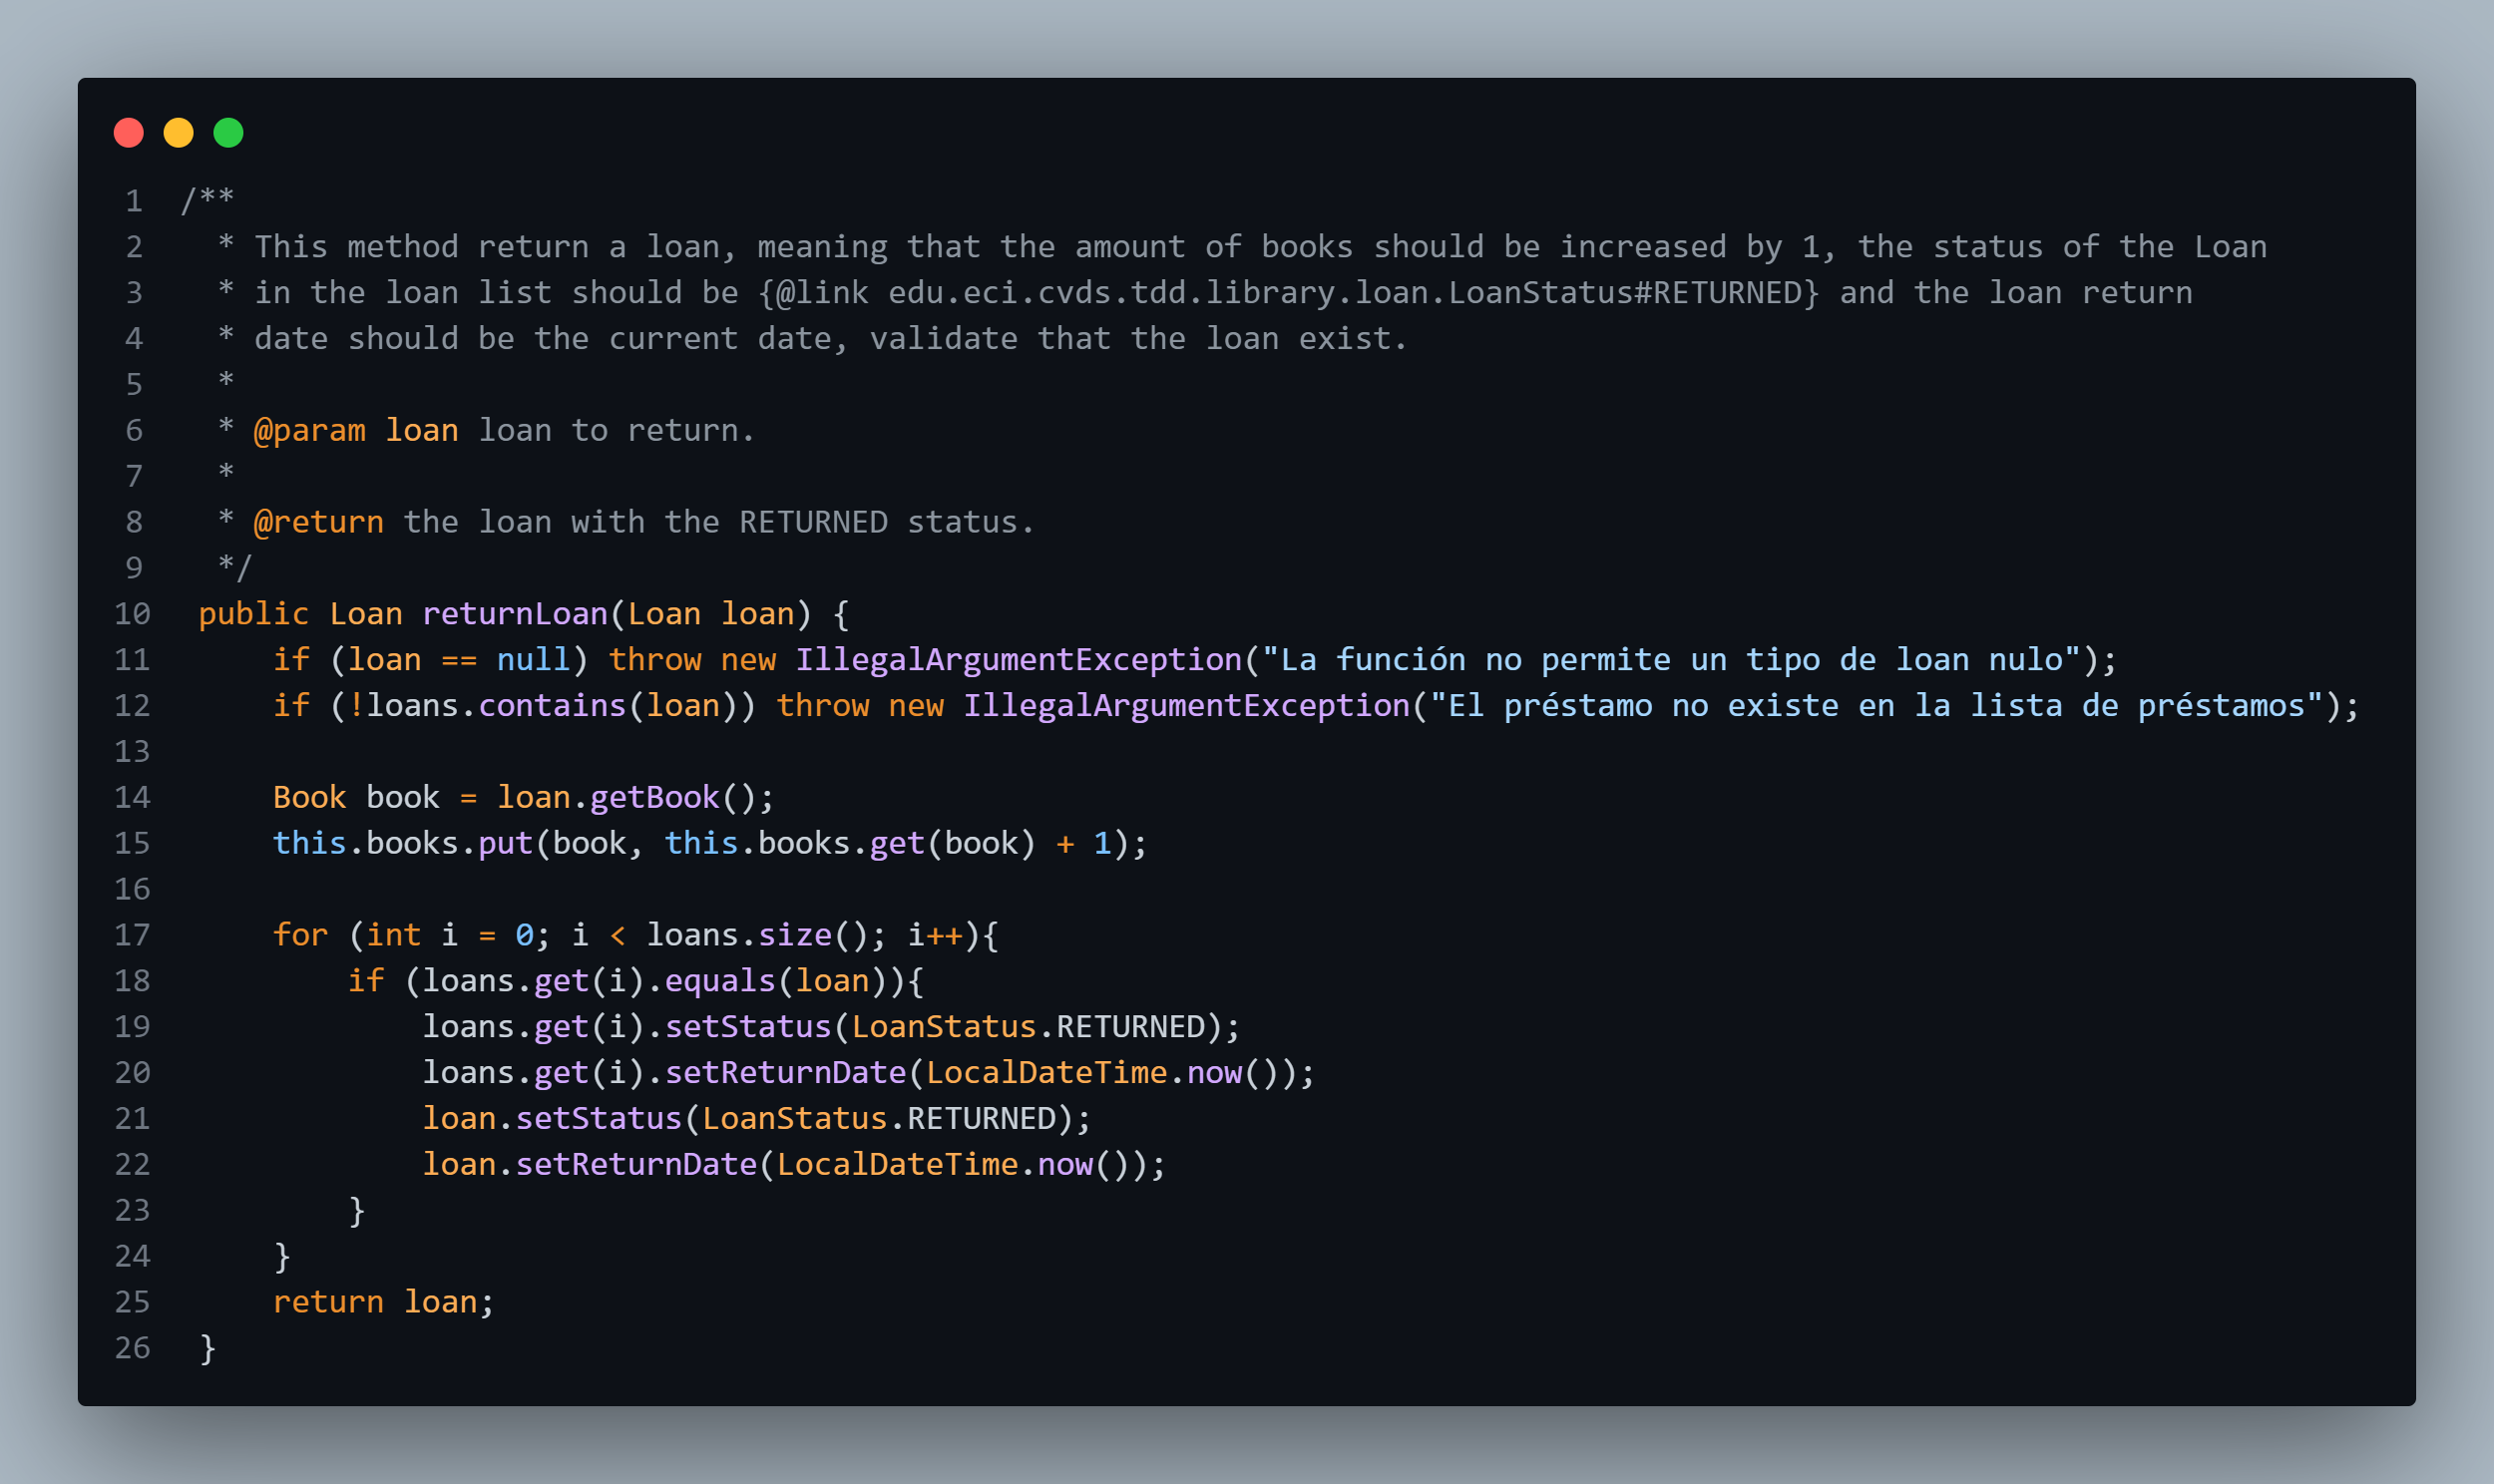 1 /**
2   * This method return a loan, meaning that the amount of books should be increased by 1, the status of the Loan
3   * in the loan list should be {@link edu.eci.cvds.tdd.library.loan.LoanStatus#RETURNED} and the loan return
4   * date should be the current date, validate that the loan exist.
5   *
6   * @param loan loan to return.
7   *
8   * @return the loan with the RETURNED status.
9   */
10  public Loan returnLoan(Loan loan) {
11      if (loan == null) throw new IllegalArgumentException("La función no permite un tipo de loan nulo");
12      if (!loans.contains(loan)) throw new IllegalArgumentException("El préstamo no existe en la lista de préstamos");
13
14      Book book = loan.getBook();
15      this.books.put(book, this.books.get(book) + 1);
16
17      for (int i = 0; i < loans.size(); i++){
18          if (loans.get(i).equals(loan)){
19              loans.get(i).setStatus(LoanStatus.RETURNED);
20              loans.get(i).setReturnDate(LocalDateTime.now());
21              loan.setStatus(LoanStatus.RETURNED);
22              loan.setReturnDate(LocalDateTime.now());
23          }
24      }
25      return loan;
26  }